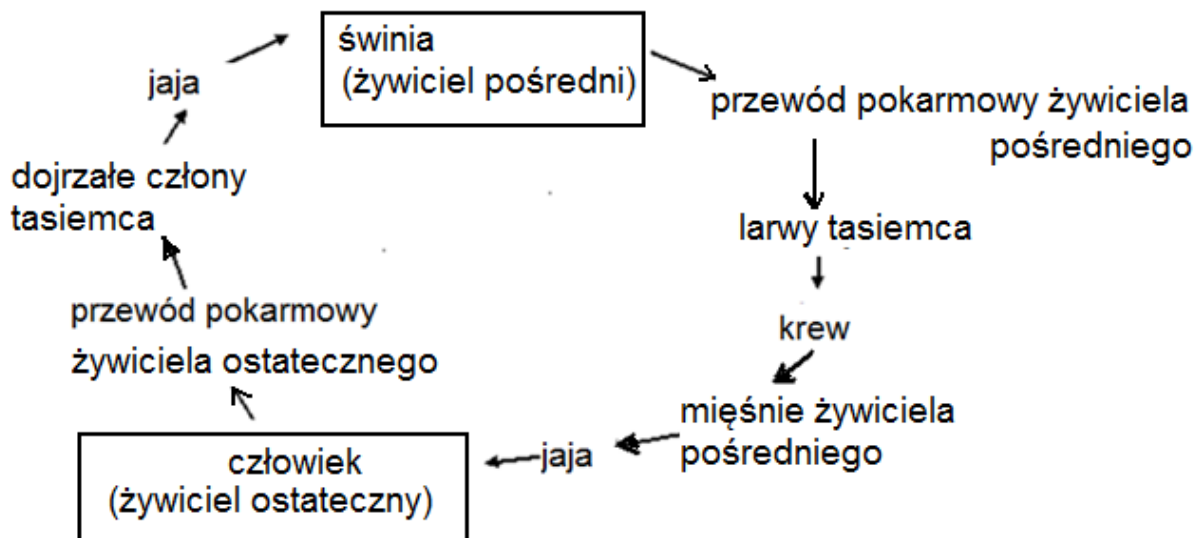 świnia
(żywiciel pośredni)
jaja
przewód pokarmowy żywiciela
pośredniego
dojrzałe człony
tasiemca
larwy tasiemca
przewód pokarmowy
żywiciela ostatecznego
krew
mięśnie żywiciela
pośredniego
jaja
człowiek
(żywiciel ostateczny)